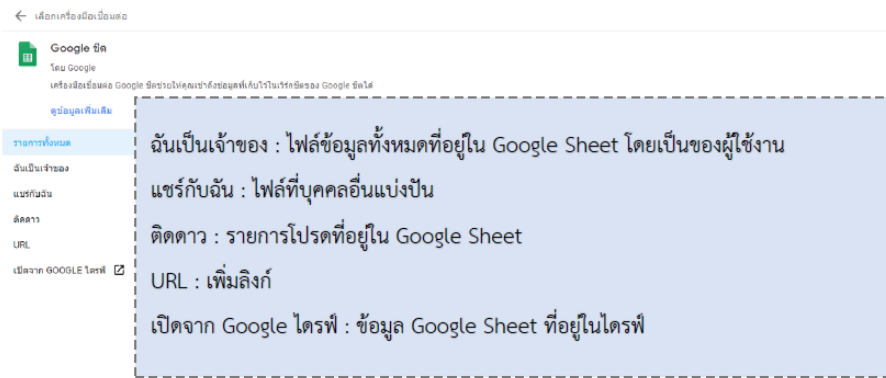 ← เลือกเครื่องมือเชื่อมต่อ
Google ชีต
โดย Google
เครื่องมือเชื่อมต่อ Google ชีตช่วยให้คุณเข้าถึงข้อมูลที่เก็บไว้ในเวิร์กชีตของ Google ชีตได้
ดูข้อมูลเพิ่มเติม
รายการทั้งหมด
ฉันเป็นเจ้าของ
แชร์กับฉัน
ติดดาว
URL
เปิดจาก GOOGLE ไดรฟ์
ฉันเป็นเจ้าของ : ไฟล์ข้อมูลทั้งหมดที่อยู่ใน Google Sheet โดยเป็นของผู้ใช้งาน
แชร์กับฉัน : ไฟล์ที่บุคคลอื่นแบ่งปัน
ติดดาว : รายการโปรดที่อยู่ใน Google Sheet
URL : เพิ่มลิงก์
เปิดจาก Google ไดรฟ์ : ข้อมูล Google Sheet ที่อยู่ในไดรฟ์